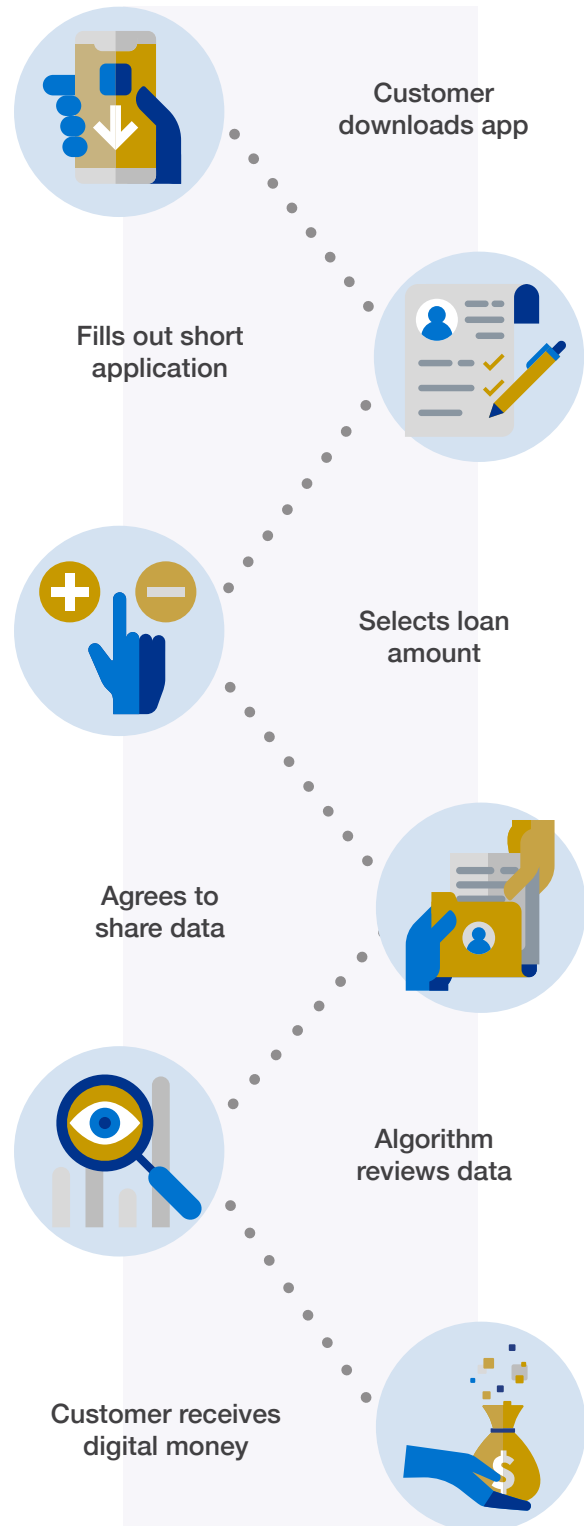 Customer
downloads app
Fills out short
application
Selects loan
amount
Agrees to
share data
Algorithm
reviews data
Customer receives
digital money
$